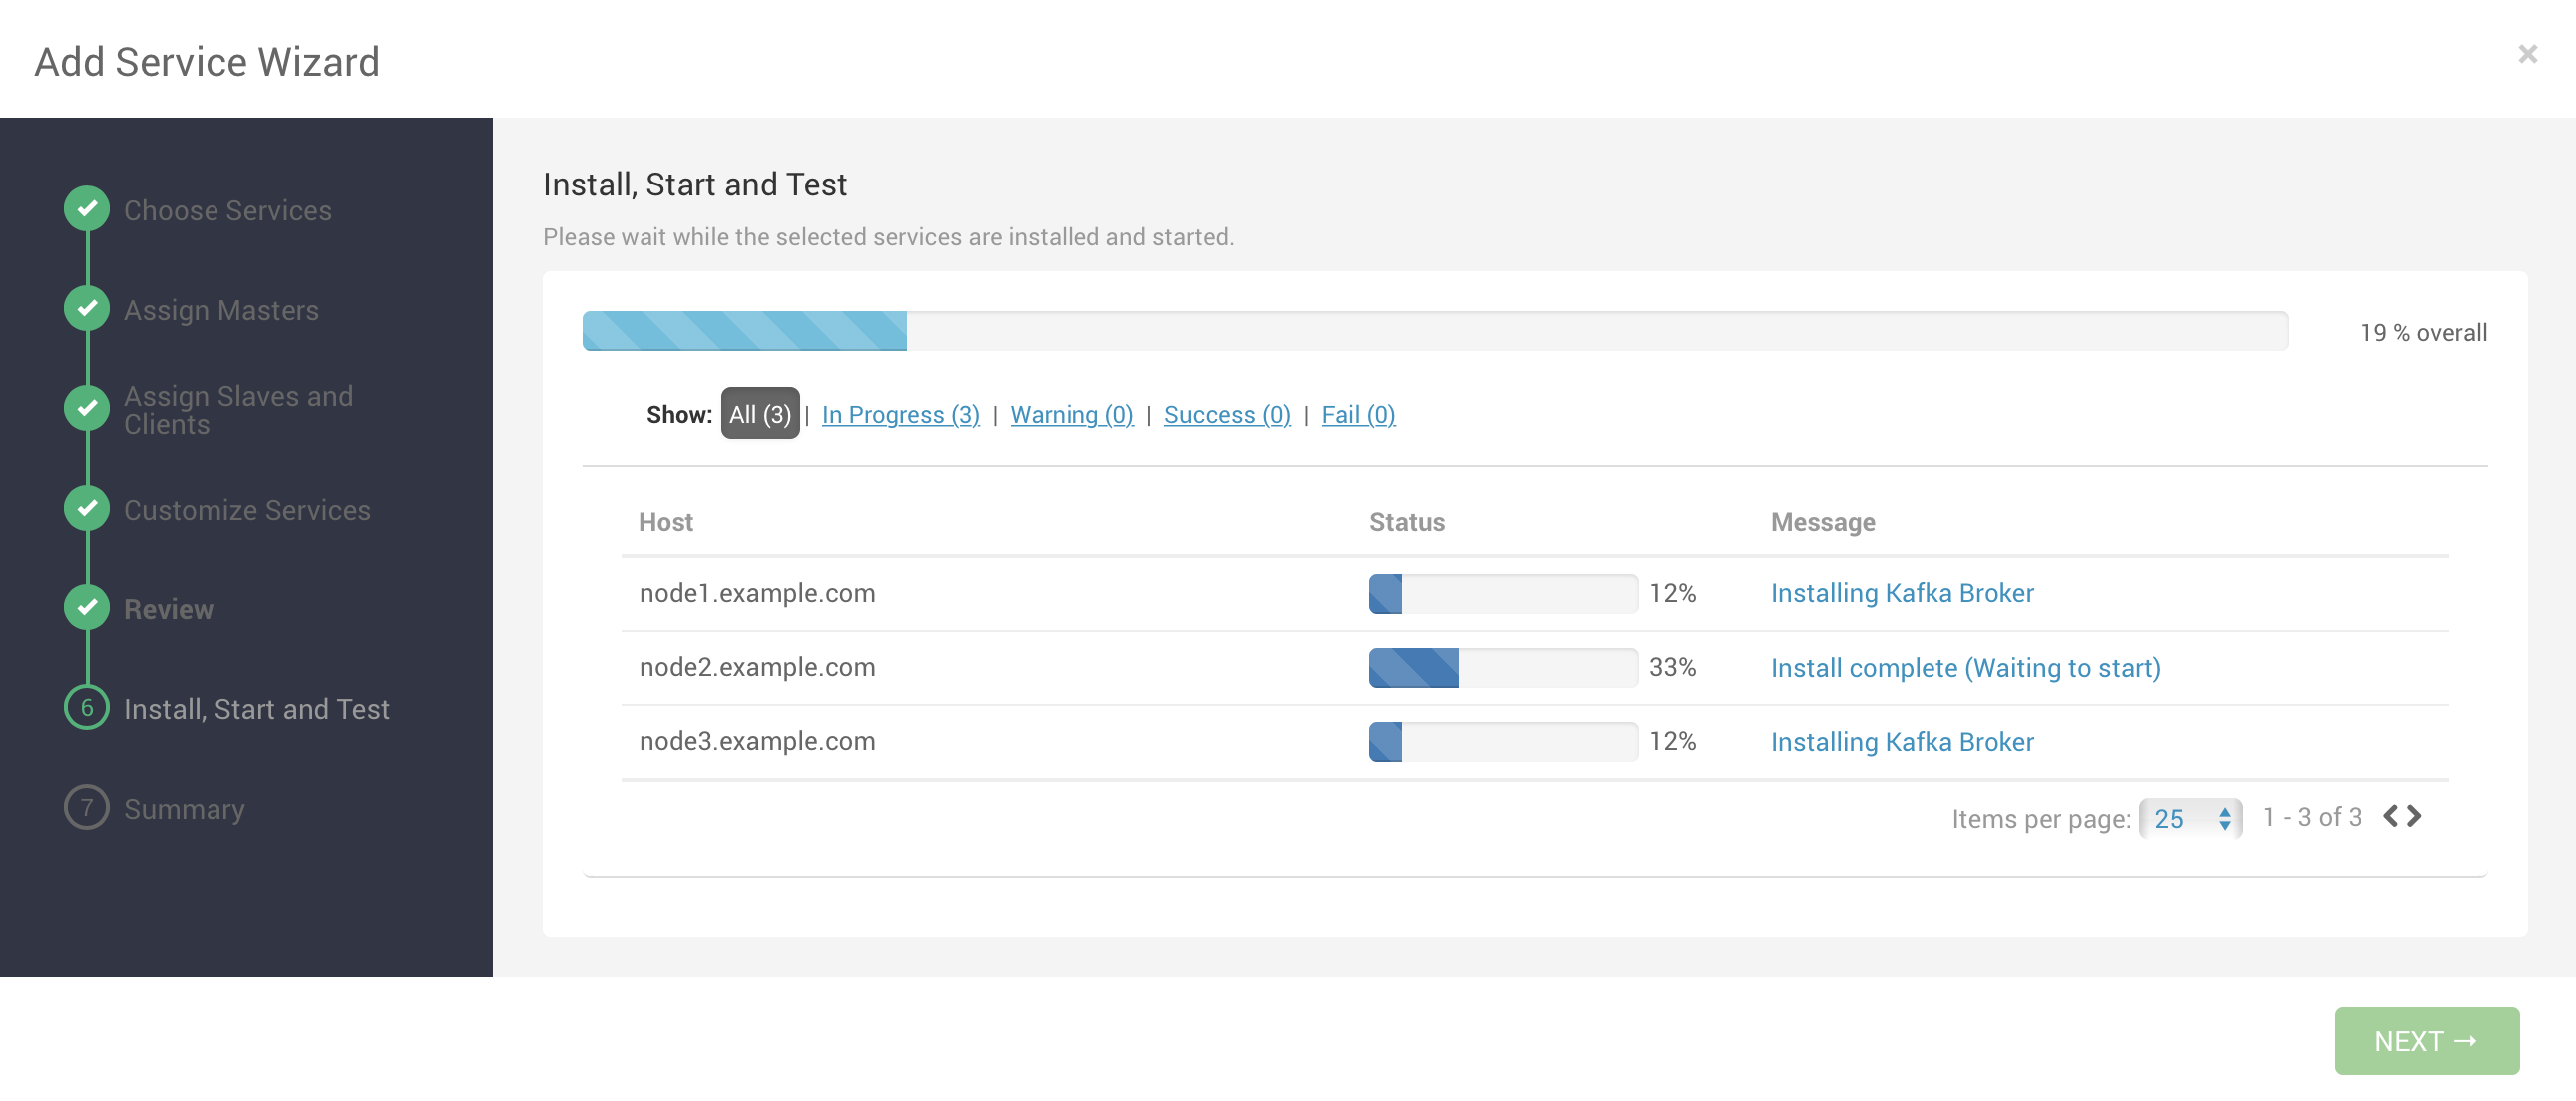 Add Service Wizard
×
Choose Services
Assign Masters
Assign Slaves and
Clients
Customize Services
Review
6 Install, Start and Test
7 Summary
Install, Start and Test
Please wait while the selected services are installed and started.
19 % overall
Show: All (3) | In Progress (3) | Warning (0) | Success (0) | Fail (0)
Host Status Message
node1.example.com 12% Installing Kafka Broker
node2.example.com 33% Install complete (Waiting to start)
node3.example.com 12% Installing Kafka Broker
Items per page: 25 1 - 3 of 3
NEXT →